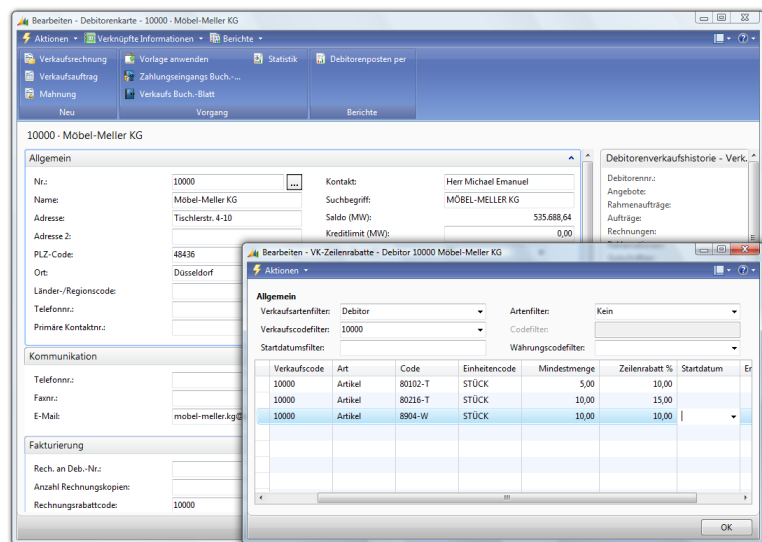 Bearbeiten - Debitorenkarte - 10000 · Möbel-Meller KG
Aktionen Verknüpfte Informationen Berichte
Verkaufsrechnung Vorlage anwenden Statistik Debitorenposten per
Verkaufsauftrag Zahlungseingangs Buch.-...
Mahnung Verkaufs Buch.-Blatt
Neu Vorgang Berichte
10000 · Möbel-Meller KG
Allgemein
Nr.: 10000 ... Kontakt: Herr Michael Emanuel
Name: Möbel-Meller KG Suchbegriff: MÖBEL-MELLER KG
Adresse: Tischlerstr. 4-10 Saldo (MW): 535.688,64
Adresse 2: Kreditlimit (MW): 0,00
PLZ-Code: 48436
Ort: Düsseldorf
Länder-/Regionscode:
Telefonnr.:
Primäre Kontaktnr.:
Kommunikation
Telefonnr.:
Faxnr.:
E-Mail: mobel-meller.kg@
Fakturierung
Rech. an Deb.-Nr.:
Anzahl Rechnungskopien:
Rechnungsrabattcode: 10000
Debitorenverkaufshistorie - Verk.
Debitorennr.:
Angebote:
Rahmenaufträge:
Aufträge:
Rechnungen:
Bearbeiten - VK-Zeilenrabatte - Debitor 10000 Möbel-Meller KG
Aktionen
Allgemein
Verkaufsartenfilter: Debitor Artenfilter: Kein
Verkaufscodefilter: 10000 Codefilter:
Startdatumsfilter: Währungscodefilter:
Verkaufscode Art Code Einheitencode Mindestmenge Zeilenrabatt % Startdatum Er
10000 Artikel 80102-T STÜCK 5,00 10,00
10000 Artikel 80216-T STÜCK 10,00 15,00
10000 Artikel 8904-W STÜCK 10,00 10,00
OK